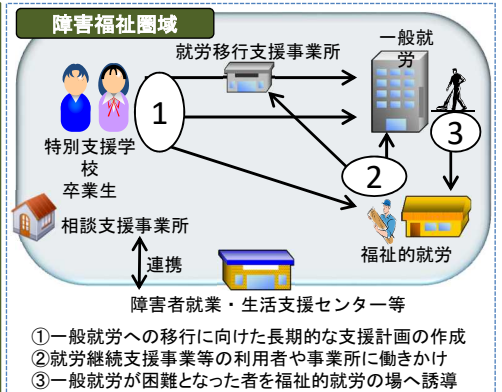 障害福祉圏域
就労移行支援事業所
一般就
労
1
3
特別支援学
校
卒業生
2
相談支援事業所
福祉的就労
連携
障害者就業・生活支援センター等
①一般就労への移行に向けた長期的な支援計画の作成
②就労継続支援事業等の利用者や事業所に働きかけ
③一般就労が困難となった者を福祉的就労の場へ誘導